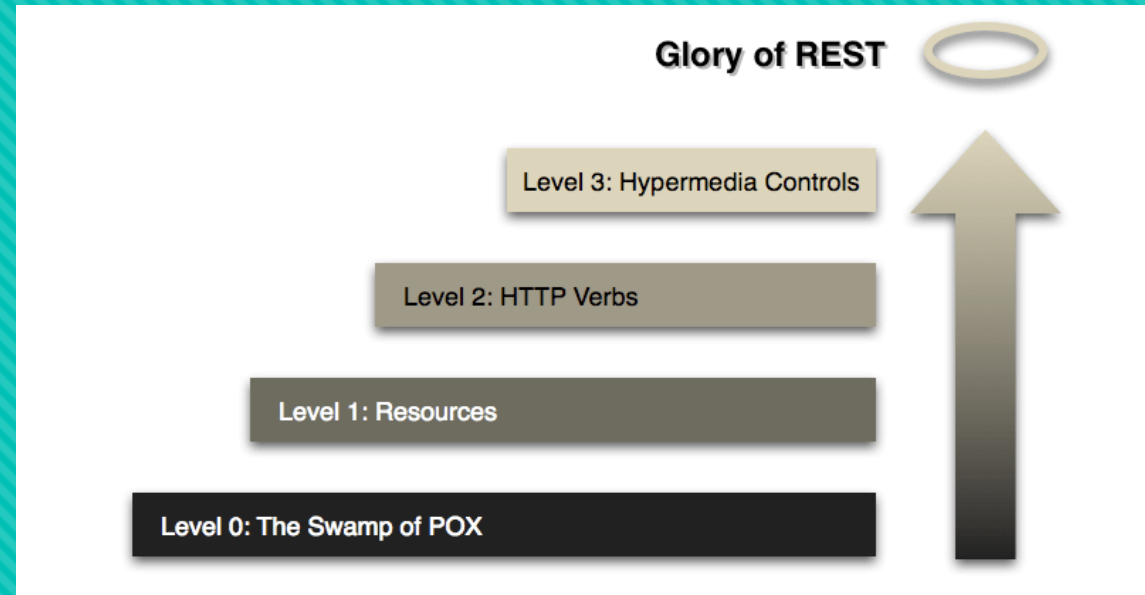 Glory of REST
Level 3: Hypermedia Controls
Level 2: HTTP Verbs
Level 1: Resources
Level 0: The Swamp of POX